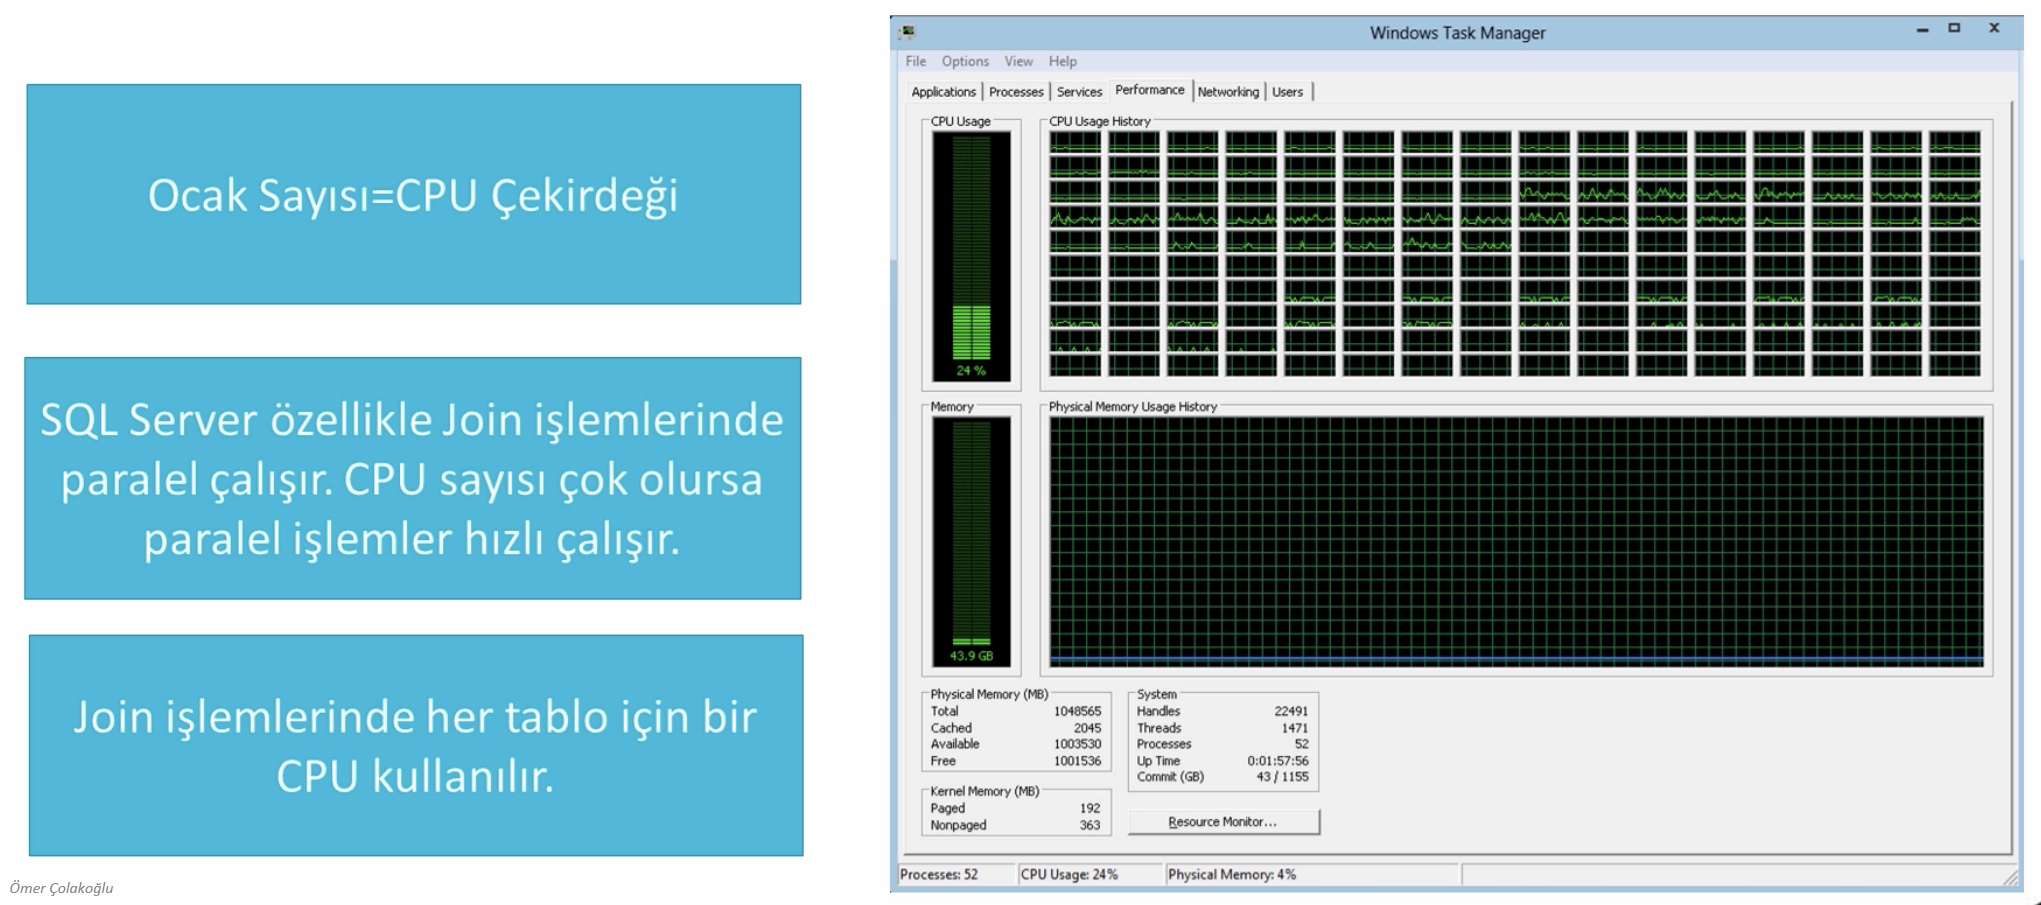 Ocak Sayısı=CPU Çekirdeği
SQL Server özellikle Join işlemlerinde
paralel çalışır. CPU sayısı çok olursa
paralel işlemler hızlı çalışır.
Join işlemlerinde her tablo için bir
CPU kullanılır.
Ömer Çolakoğlu
Windows Task Manager
File Options View Help
Applications Processes Services Performance Networking Users
CPU Usage CPU Usage History
24 %
Memory Physical Memory Usage History
43.9 GB
Physical Memory (MB)
Total 1048565
Cached 2045
Available 1003530
Free 1001536
Kernel Memory (MB)
Paged 192
Nonpaged 363
System
Handles 22491
Threads 1471
Processes 52
Up Time 0:01:57:56
Commit (GB) 43 / 1155
Resource Monitor...
Processes: 52 CPU Usage: 24% Physical Memory: 4%